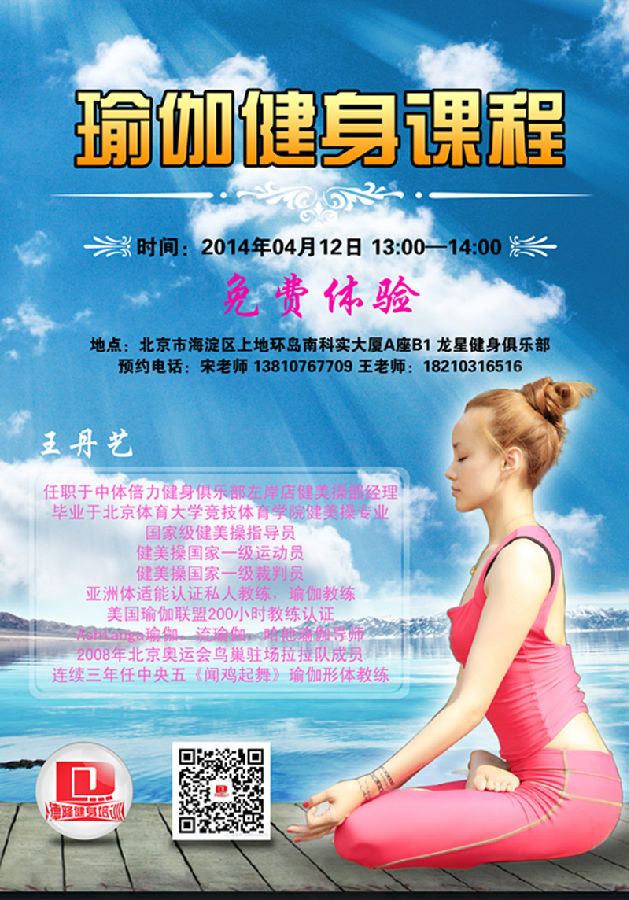 瑜伽健身课程
时间：2014年04月12日 13:00—14:00
免费体验
地点：北京市海淀区上地环岛南科实大厦A座B1 龙星健身俱乐部
预约电话：宋老师 13810767709 王老师：18210316516
王丹艺
任职于中体倍力健身俱乐部左岸店健美操部经理
毕业于北京体育大学竞技体育学院健美操专业
国家级健美操指导员
健美操国家一级运动员
健美操国家一级裁判员
亚洲体适能认证私人教练，瑜伽教练
美国瑜伽联盟200小时教练认证
Ashtanga瑜伽，流瑜伽，哈他瑜伽导师
2008年北京奥运会鸟巢驻场拉拉队成员
连续三年任中央五《闻鸡起舞》瑜伽形体教练
健身培训